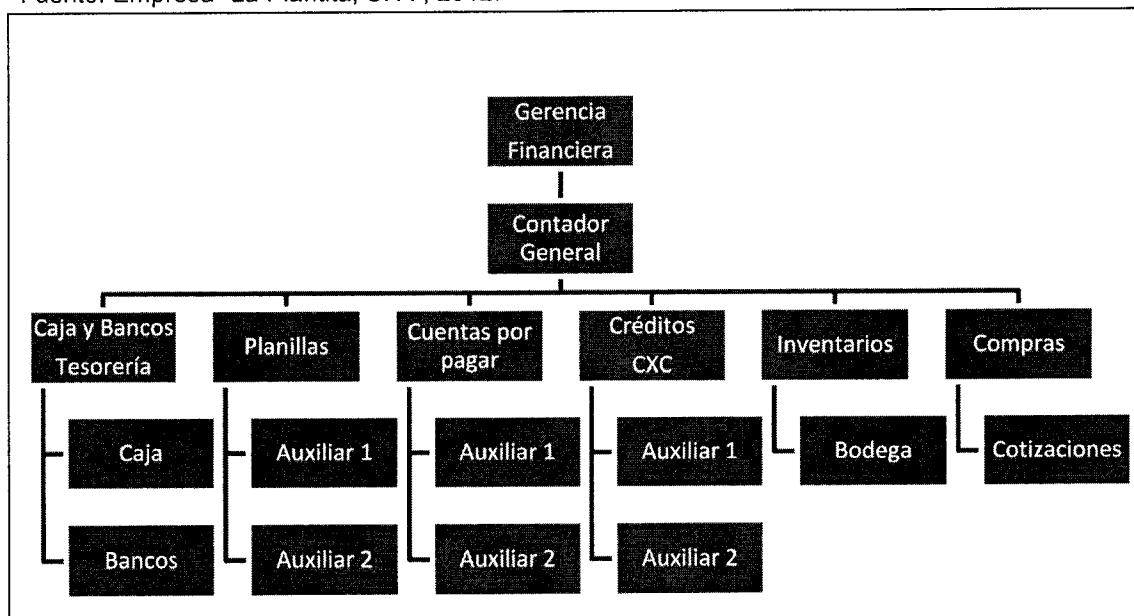 Gerencia
Financiera
Contador
General
Caja y Bancos
Tesorería
Planillas
Cuentas por
pagar
Créditos
CXC
Inventarios
Compras
Caja
Auxiliar 1
Auxiliar 1
Auxiliar 1
Bodega
Cotizaciones
Bancos
Auxiliar 2
Auxiliar 2
Auxiliar 2